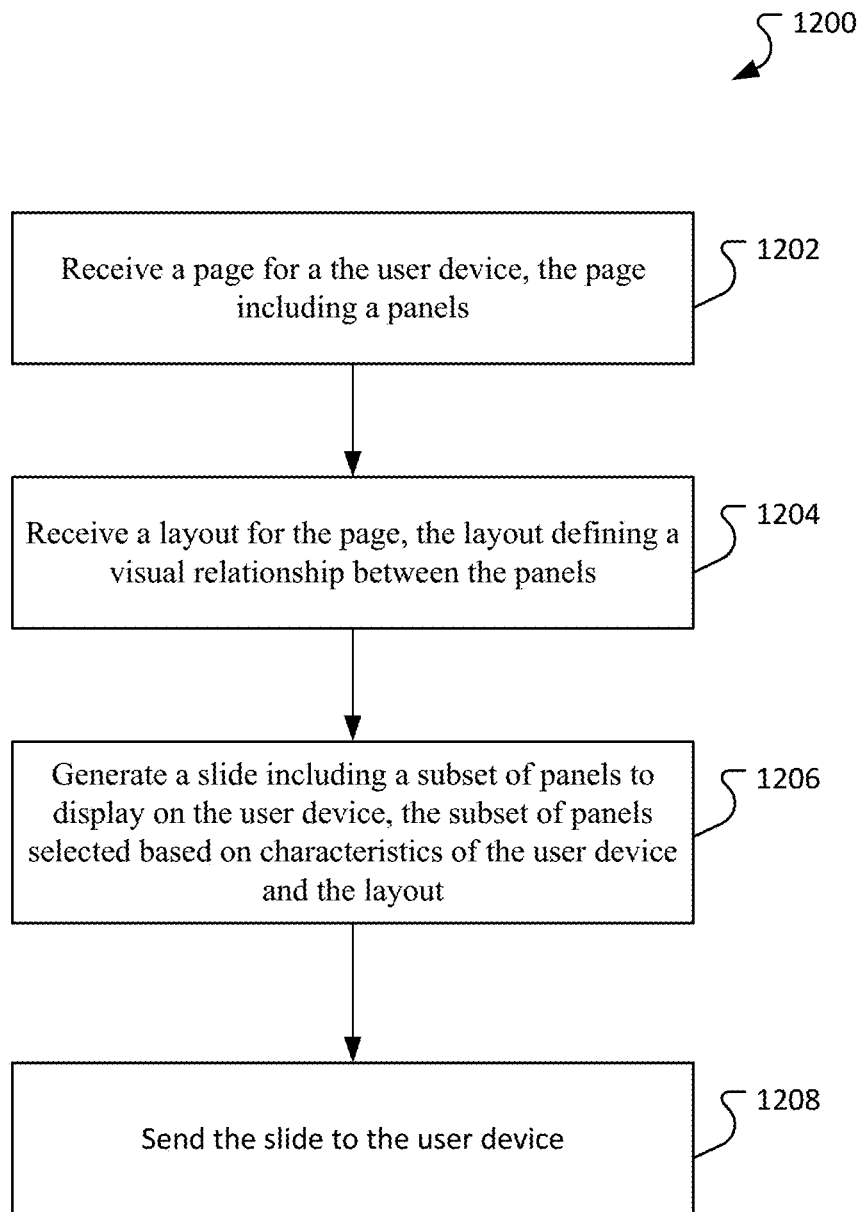 1200
Receive a page for a the user device, the page
including a panels
1202
Receive a layout for the page, the layout defining a
visual relationship between the panels
1204
Generate a slide including a subset of panels to
display on the user device, the subset of panels
selected based on characteristics of the user device
and the layout
1206
Send the slide to the user device
1208